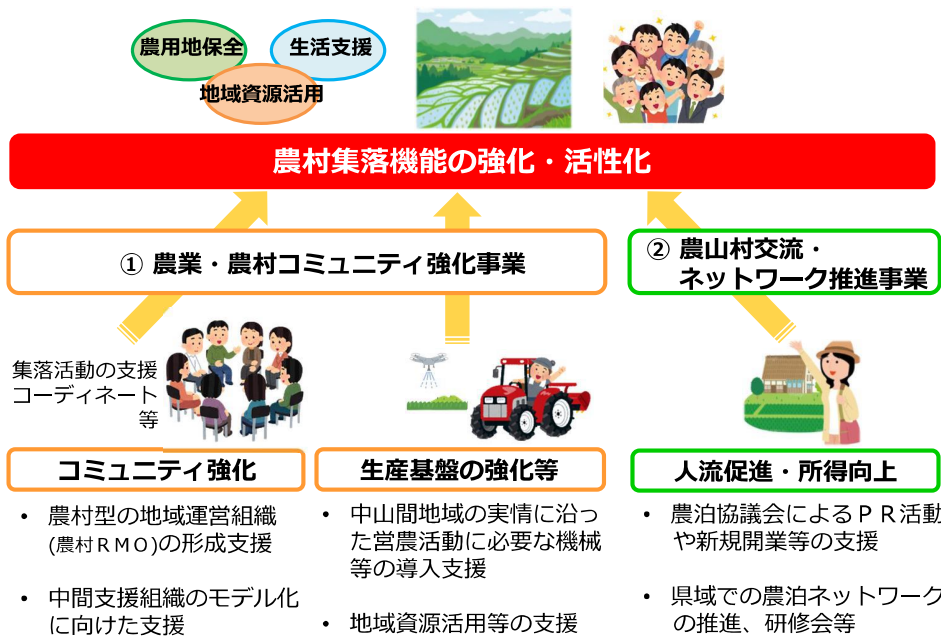 農用地保全
生活支援
地域資源活用
農村集落機能の強化・活性化
① 農業・農村コミュニティ強化事業
② 農山村交流・
ネットワーク推進事業
集落活動の支援
コーディネート
等
コミュニティ強化
・ 農村型の地域運営組織
(農村RMO)の形成支援
・ 中間支援組織のモデル化
に向けた支援
生産基盤の強化等
・ 中山間地域の実情に沿っ
た営農活動に必要な機械
等の導入支援
・ 地域資源活用等の支援
人流促進・所得向上
・ 農泊協議会によるPR活動
や新規開業等の支援
・ 県域での農泊ネットワーク
の推進、研修会等